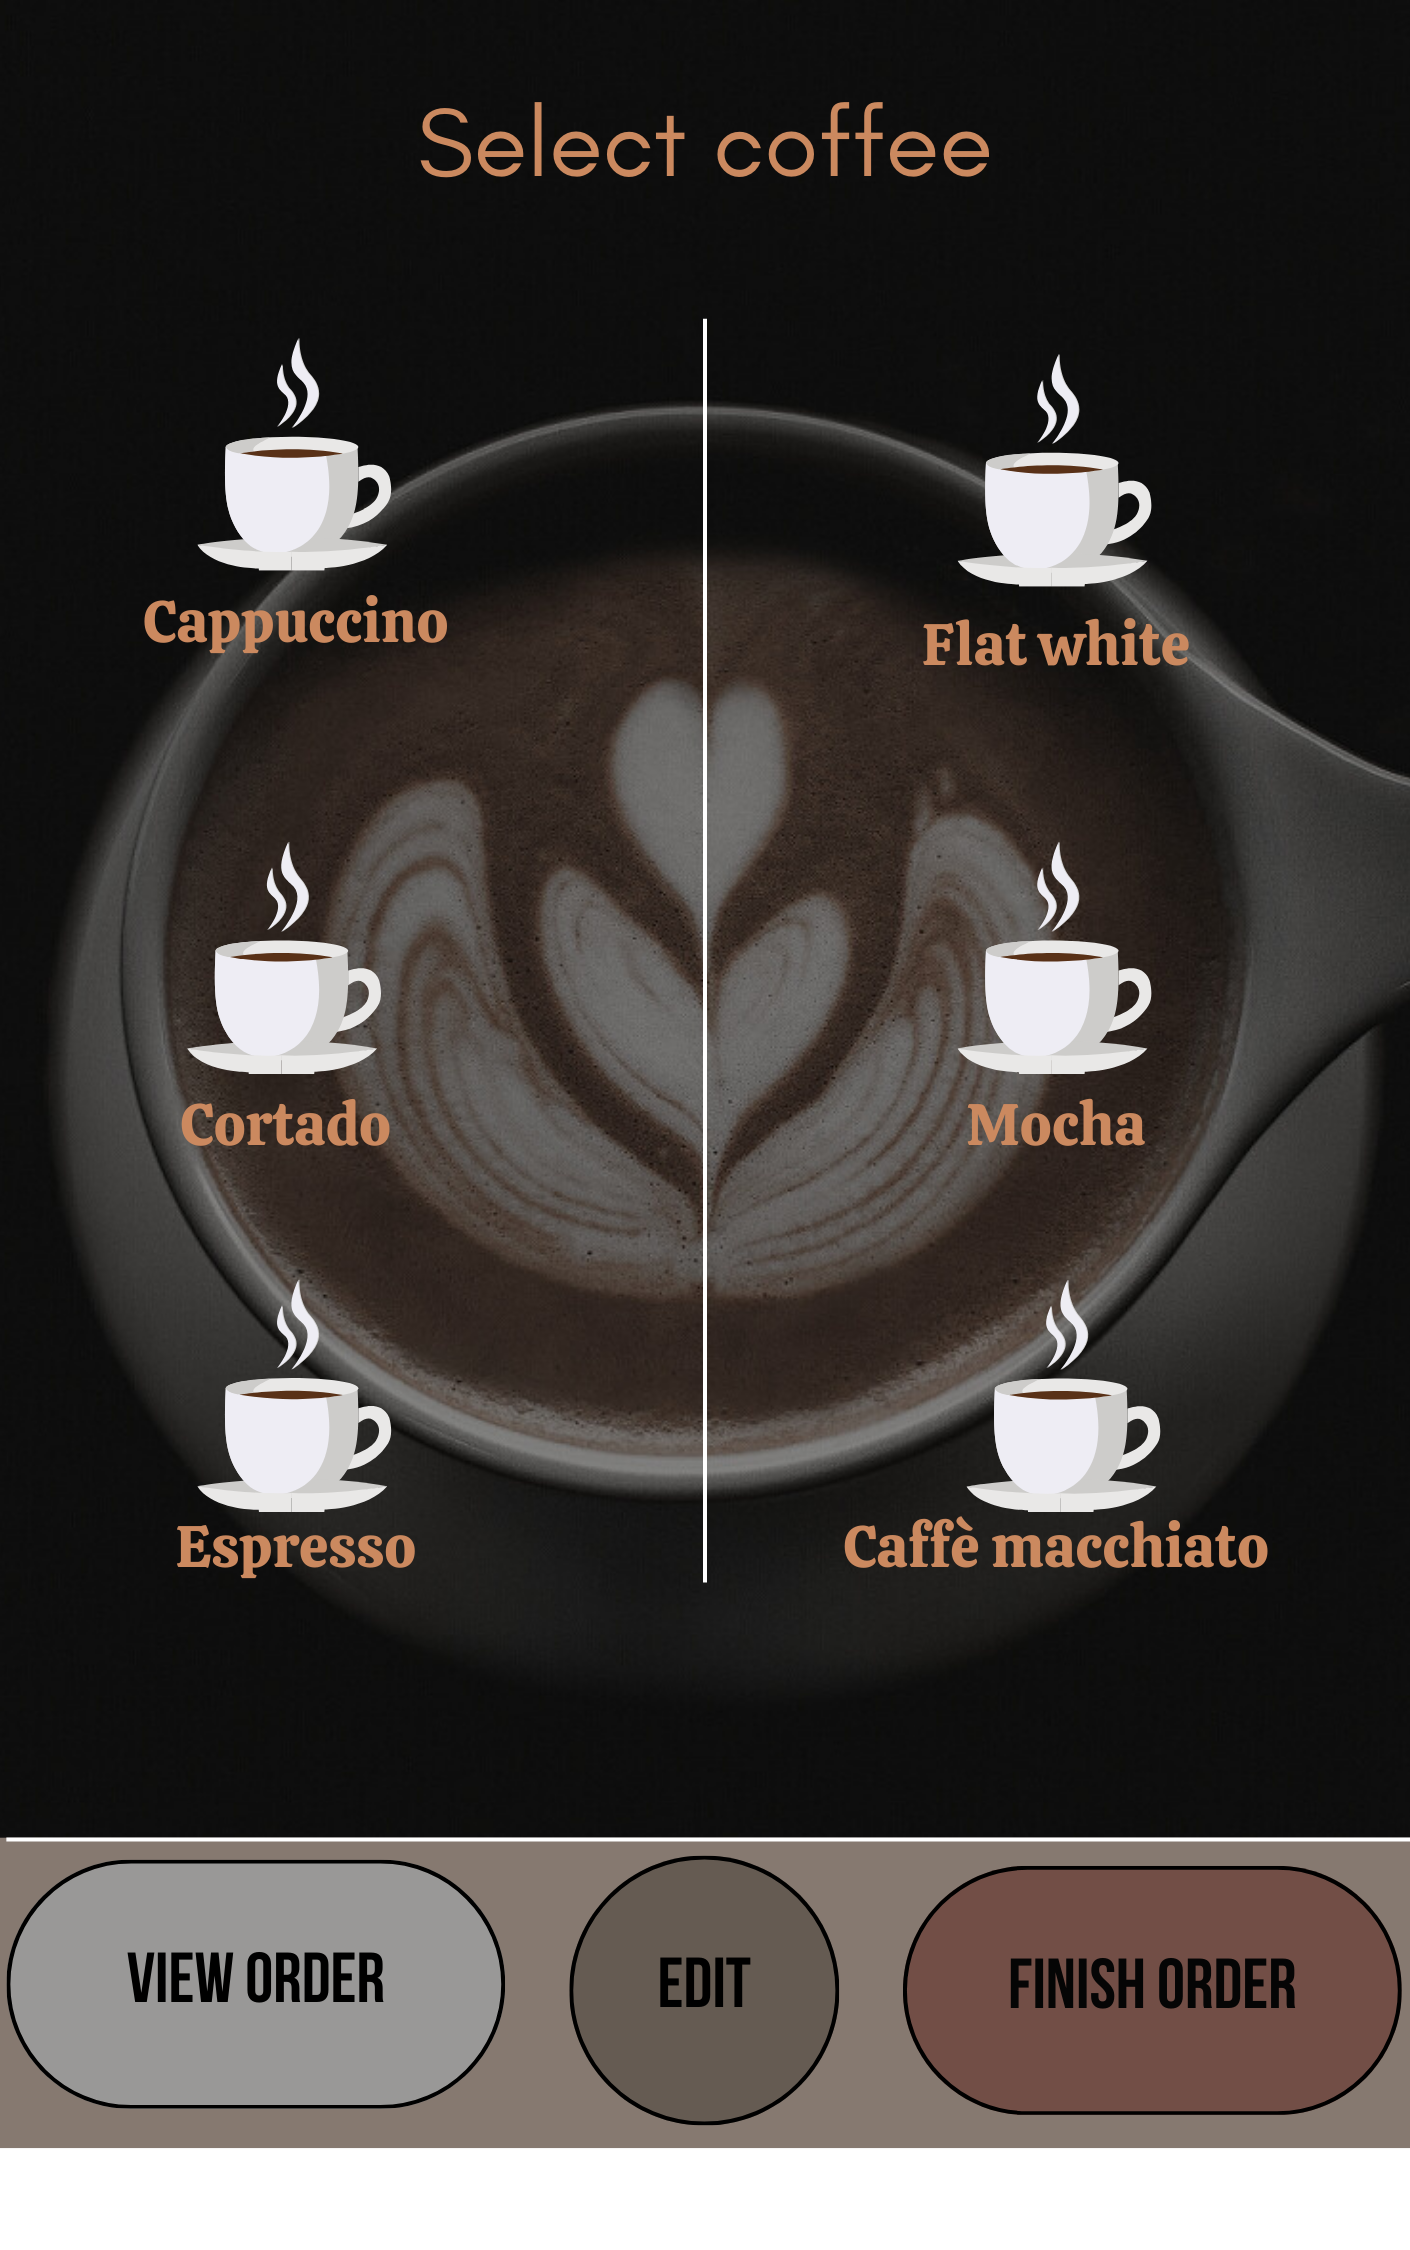 Select coffee
Cappuccino
Flat white
Cortado
Mocha
Espresso
Caffè macchiato
VIEW ORDER
EDIT
FINISH ORDER